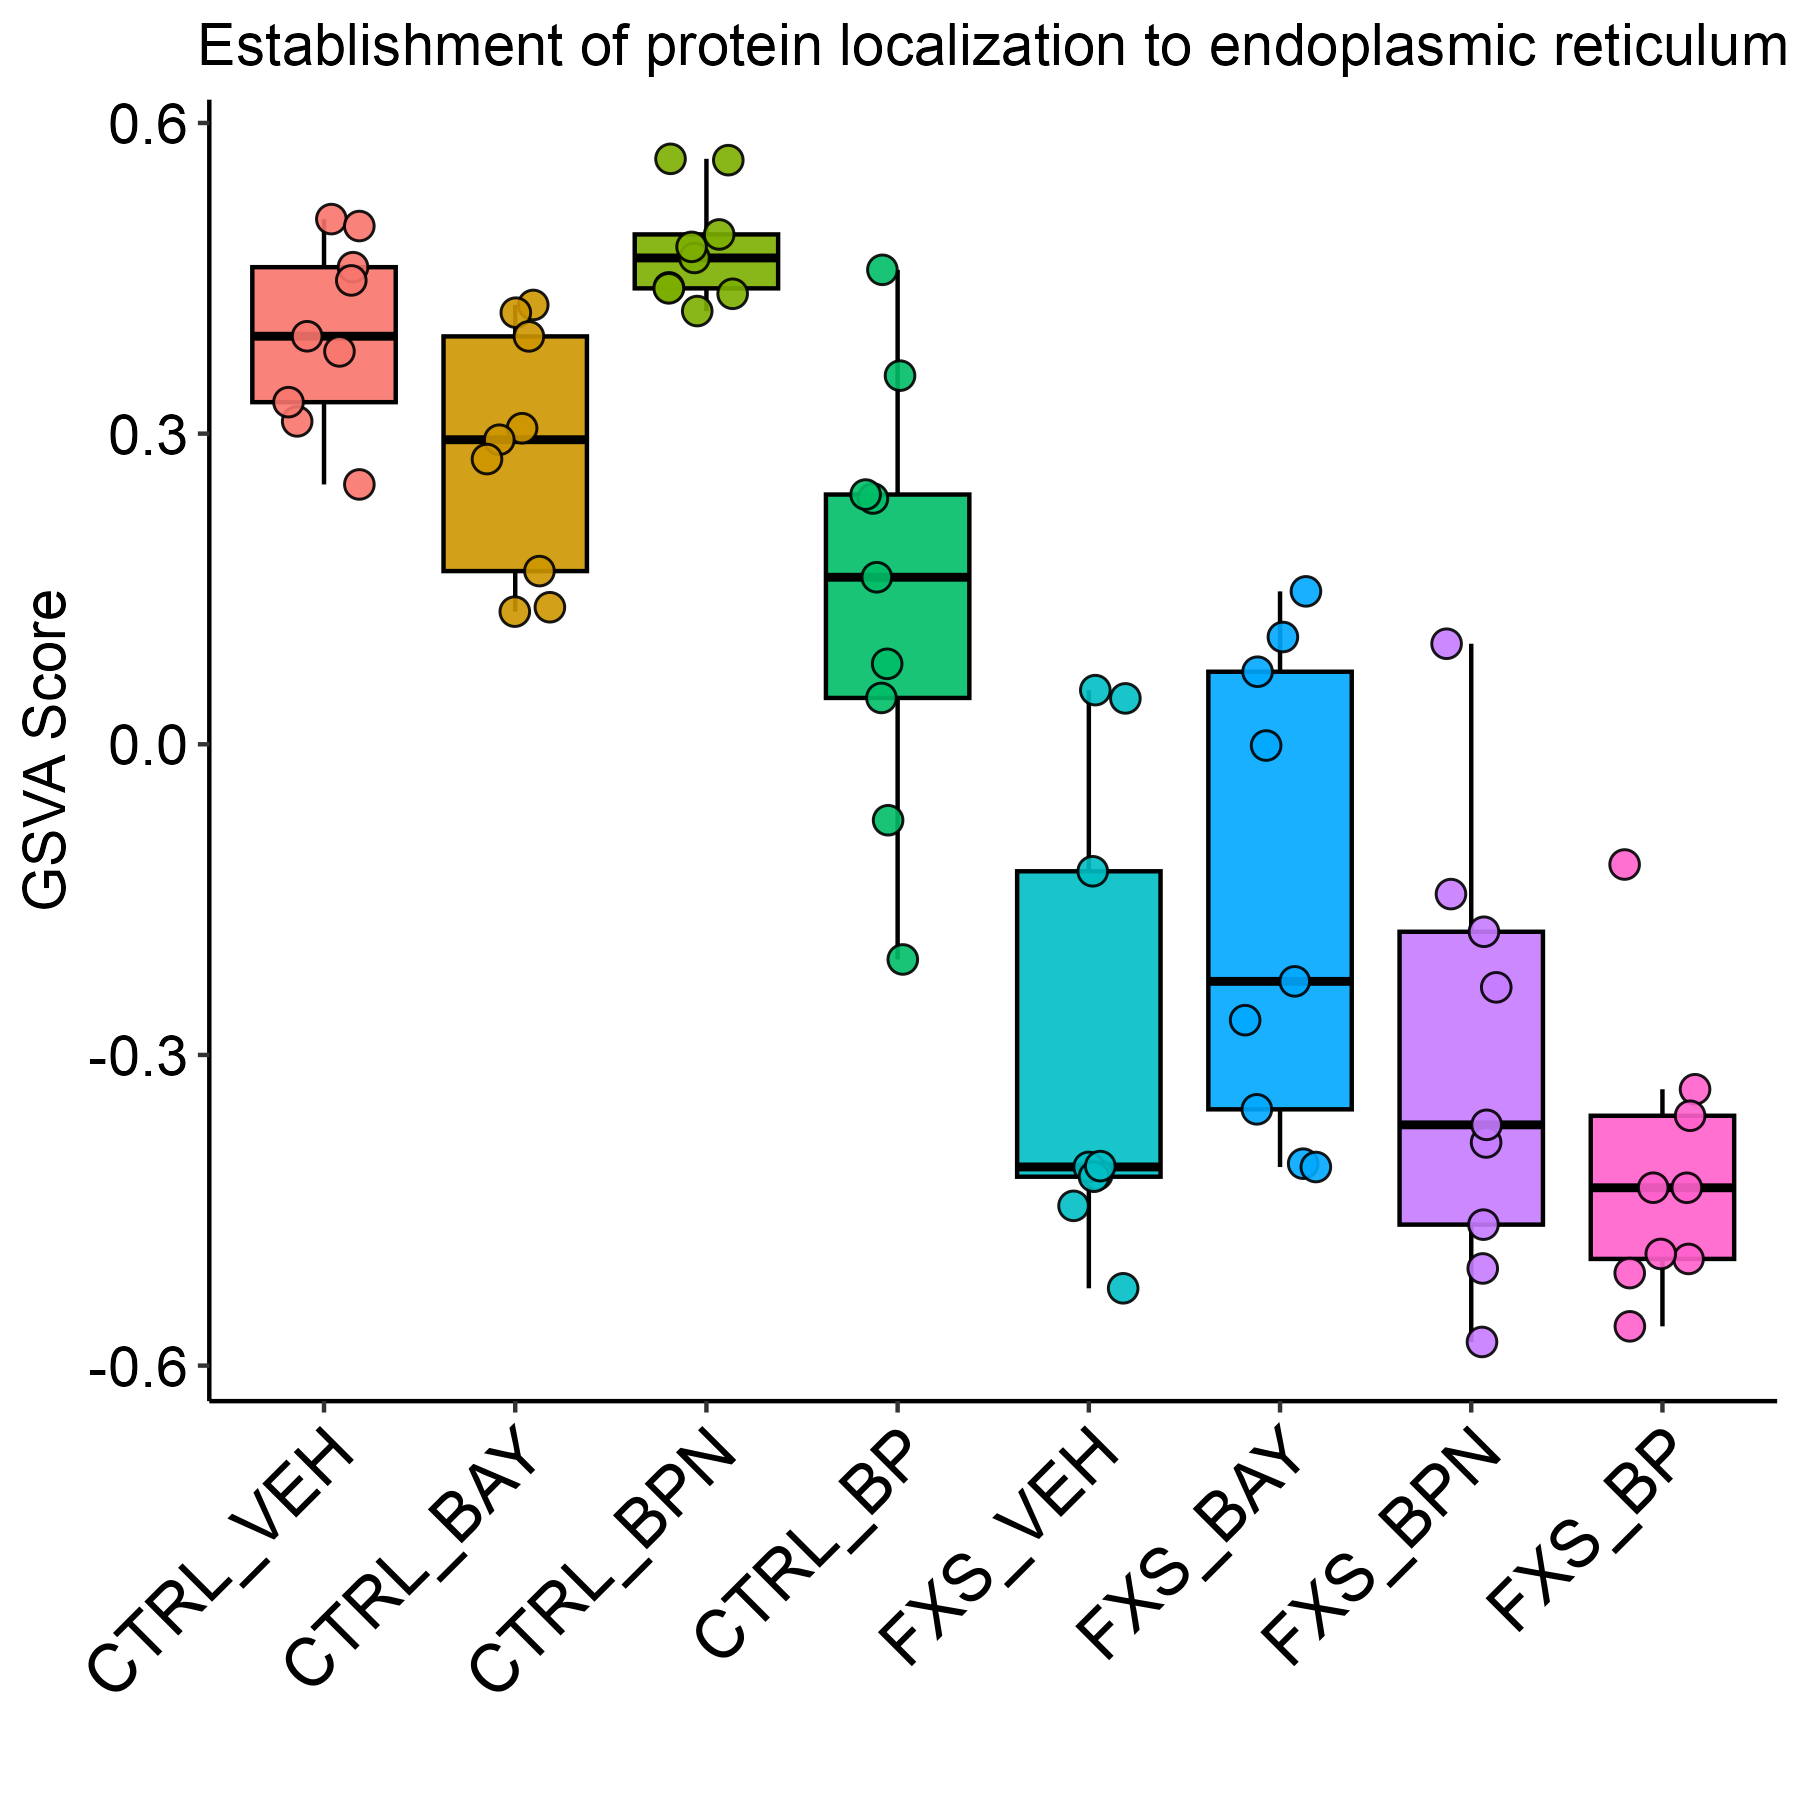 Establishment of protein localization to endoplasmic reticulum
GSVA Score
0.6
0.3
0.0
-0.3
-0.6
CTRL_VEH
CTRL_BAY
CTRL_BPN
CTRL_BP
FXS_VEH
FXS_BAY
FXS_BPN
FXS_BP